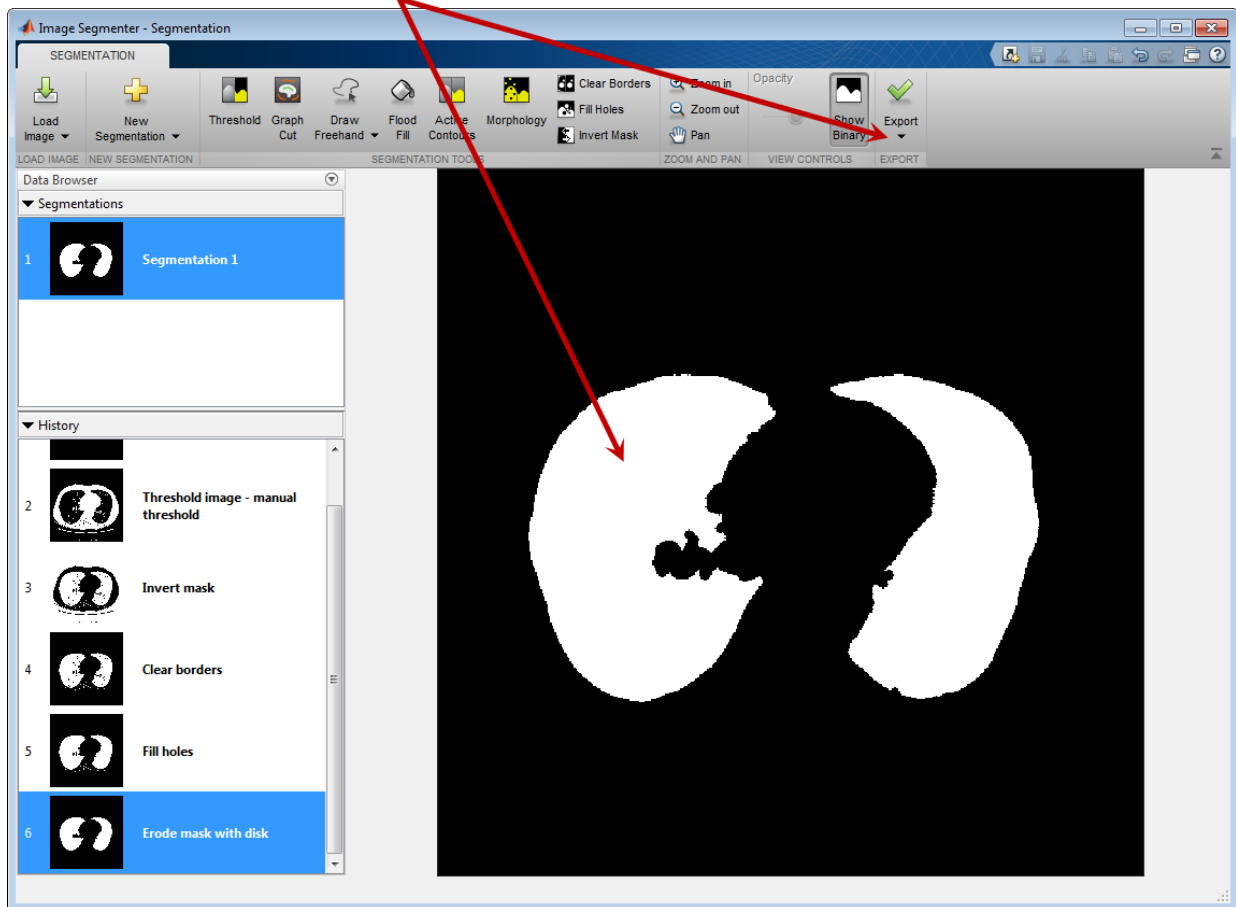 Image Segmenter - Segmentation
SEGMENTATION
Load
Image
New
Segmentation
Threshold
Graph
Cut
Draw
Freehand
Flood
Fill
Active
Contours
Morphology
Clear Borders
Fill Holes
Invert Mask
Zoom in
Zoom out
Pan
Opacity
Show
Binary
Export
LOAD IMAGE
NEW SEGMENTATION
SEGMENTATION TOOLS
ZOOM AND PAN
VIEW CONTROLS
EXPORT
Data Browser
Segmentations
1 Segmentation 1
History
2 Threshold image - manual
threshold
3 Invert mask
4 Clear borders
5 Fill holes
6 Erode mask with disk